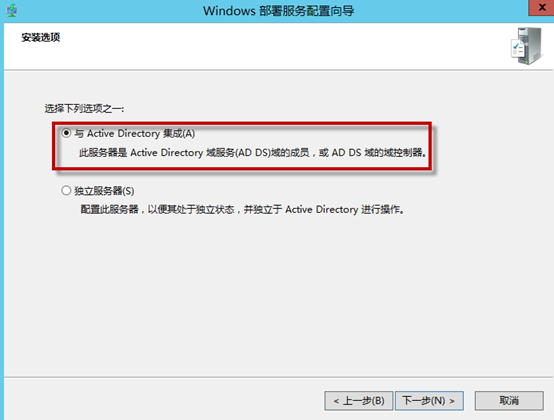 Windows 部署服务配置向导
x
安装选项
选择下列选项之一:
与 Active Directory 集成(A)
此服务器是 Active Directory 域服务(AD DS)域的成员，或 AD DS 域的域控制器。
独立服务器(S)
配置此服务器，以便其处于独立状态，并独立于 Active Directory 进行操作。
< 上一步(B) 下一步(N) > 取消